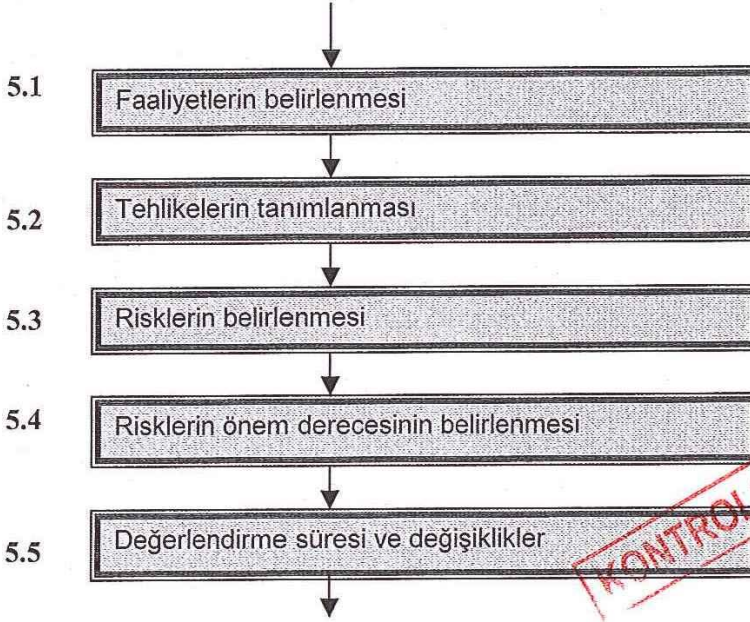 5.1 Faaliyetlerin belirlenmesi
5.2 Tehlikelerin tanımlanması
5.3 Risklerin belirlenmesi
5.4 Risklerin önem derecesinin belirlenmesi
5.5 Değerlendirme süresi ve değişiklikler
KONTROL